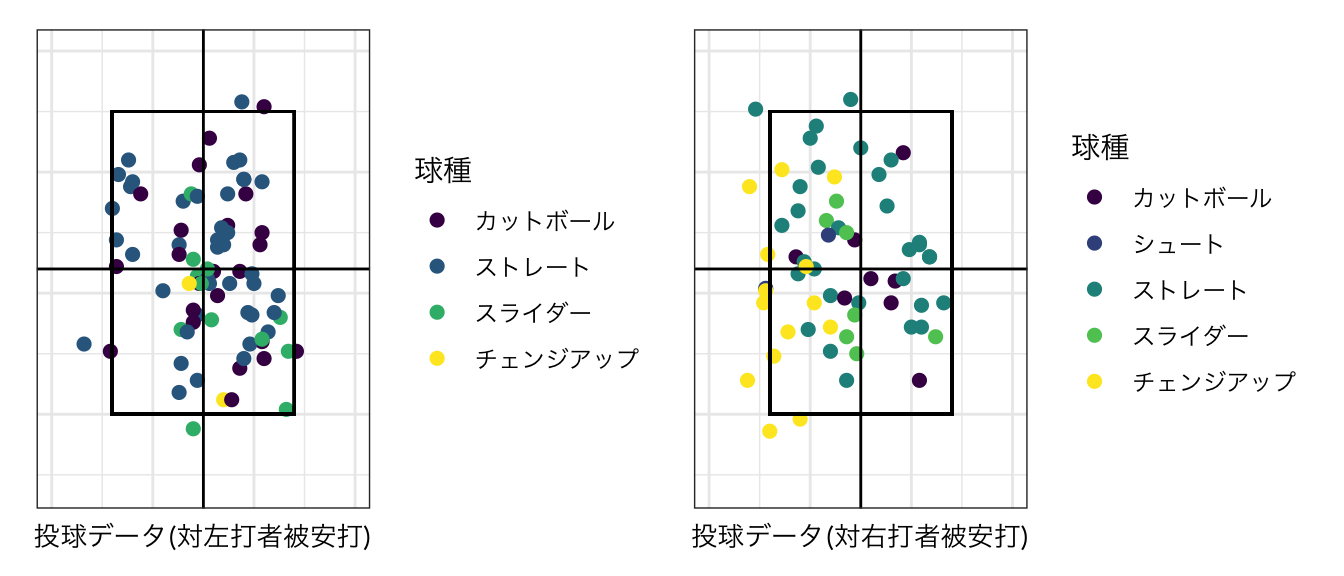 球種
カットボール
ストレート
スライダー
チェンジアップ
投球データ(対左打者被安打)
球種
カットボール
シュート
ストレート
スライダー
チェンジアップ
投球データ(対右打者被安打)